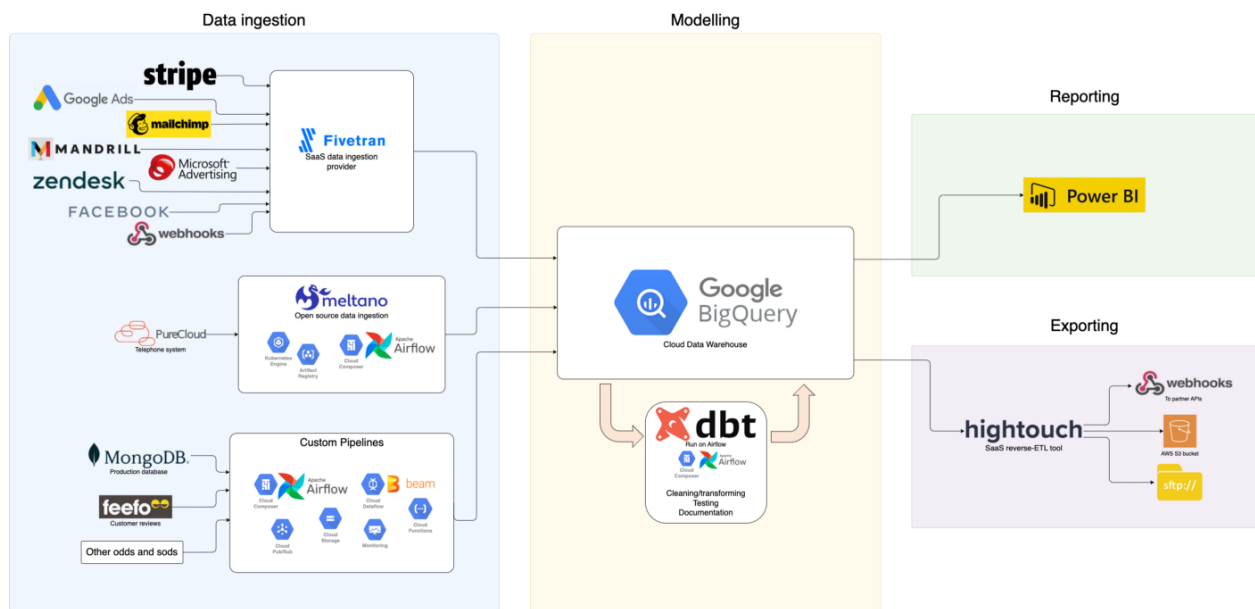 Data ingestion
Modelling
Reporting
Exporting
stripe
Google Ads
mailchimp
MANDRILL
Microsoft
Advertising
zendesk
FACEBOOK
webhooks
Fivetran
SaaS data ingestion
provider
PureCloud
Telephone system
meltano
Open source data ingestion
Kubernetes
Engine
Artifact
Registry
Cloud
Composer
Apache
Airflow
MongoDB.
Production database
feefo
Customer reviews
Other odds and sods
Custom Pipelines
Cloud
Composer
Apache
Airflow
Cloud
Dataflow
beam
Cloud
Functions
Cloud
Pub/Sub
Cloud
Storage
Monitoring
Google
BigQuery
Cloud Data Warehouse
dbt
Run on Airflow
Cloud
Composer
Apache
Airflow
Cleaning/transforming
Testing
Documentation
Power BI
hightouch
SaaS reverse-ETL tool
webhooks
To partner APIs
AWS S3 bucket
sftp://